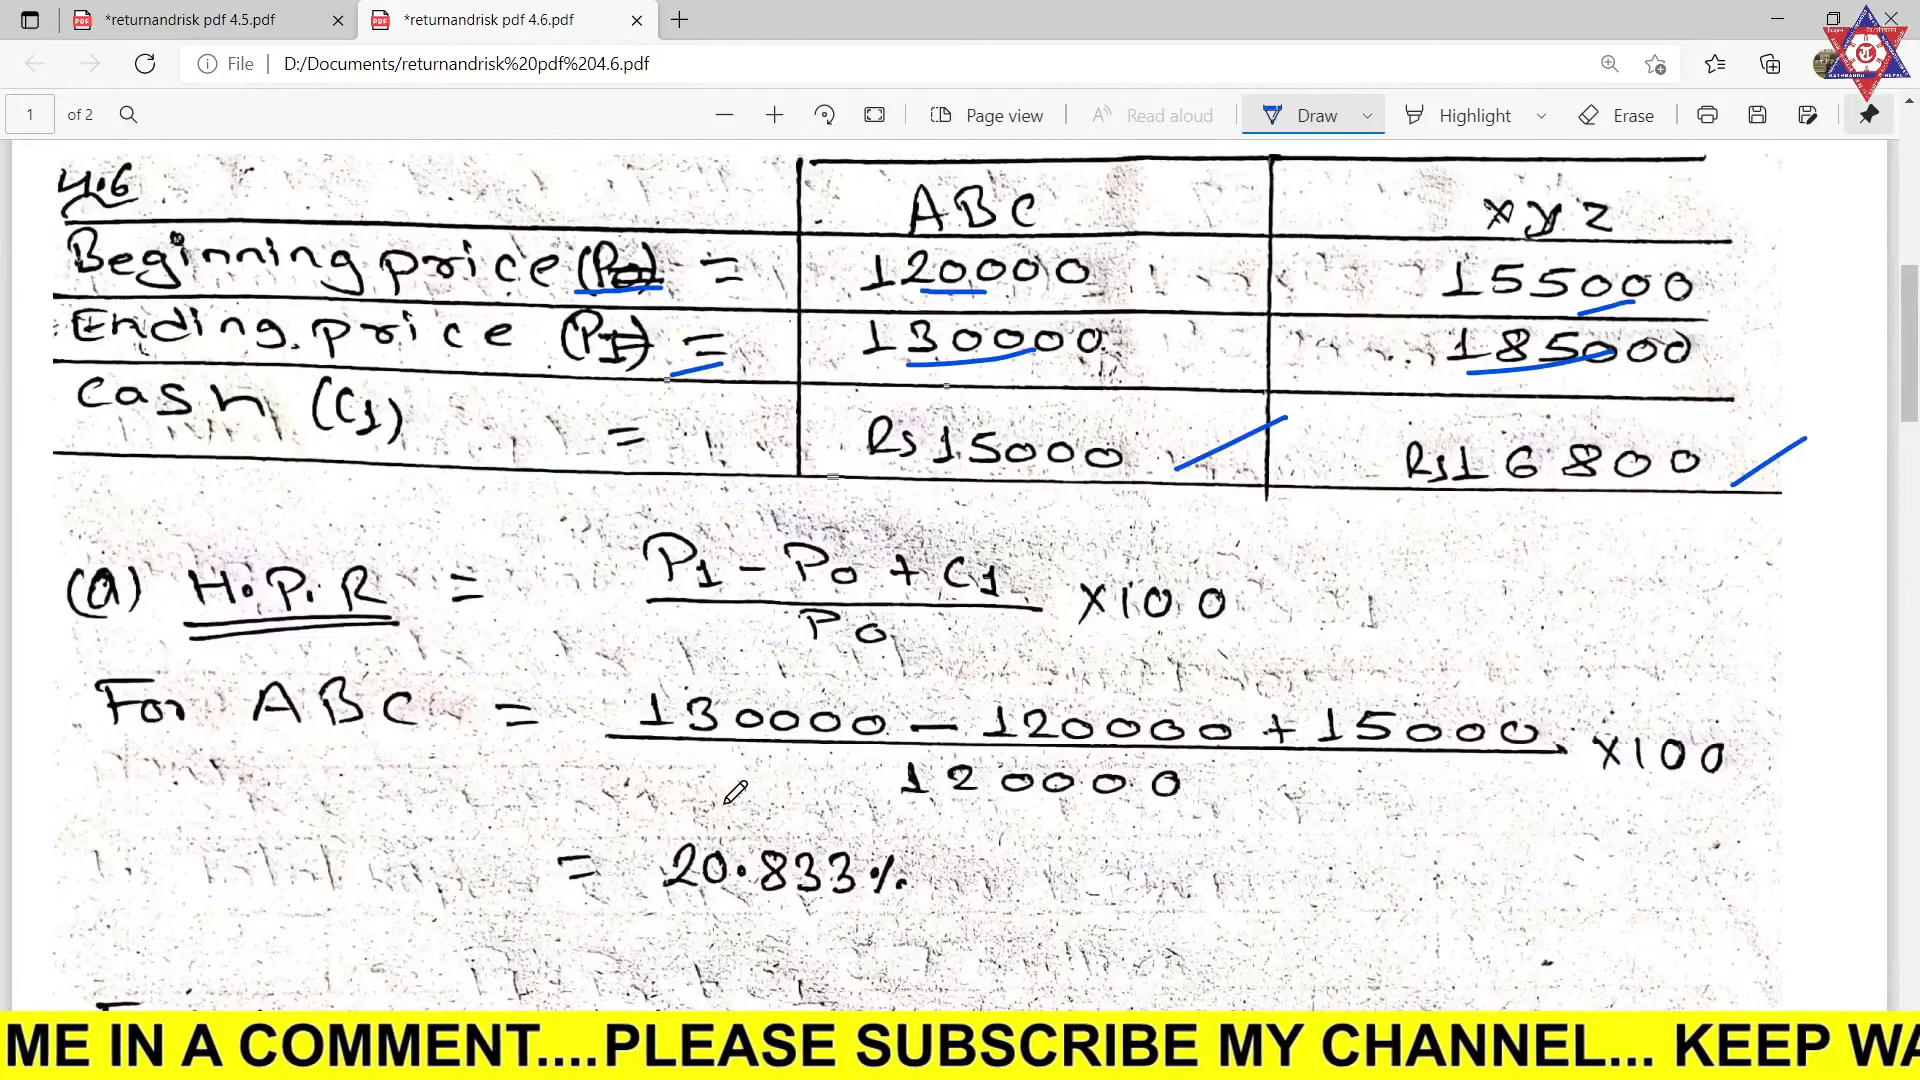 *returnandrisk pdf 4.5.pdf
*returnandrisk pdf 4.6.pdf
File D:/Documents/returnandrisk%20pdf%204.6.pdf
1 of 2
Page view
Read aloud
Draw
Highlight
Erase
4.6
ABC xyz
Beginning price (P0) = 120000 155000
Ending price (P1) = 130000 185000
Cash (C1) = Rs 15000 Rs 16800
(a) H.P.R = P1 - P0 + C1 / P0 ×100
For ABC = 130000 - 120000 + 15000 / 120000 ×100
= 20.833%
ME IN A COMMENT....PLEASE SUBSCRIBE MY CHANNEL... KEEP WA